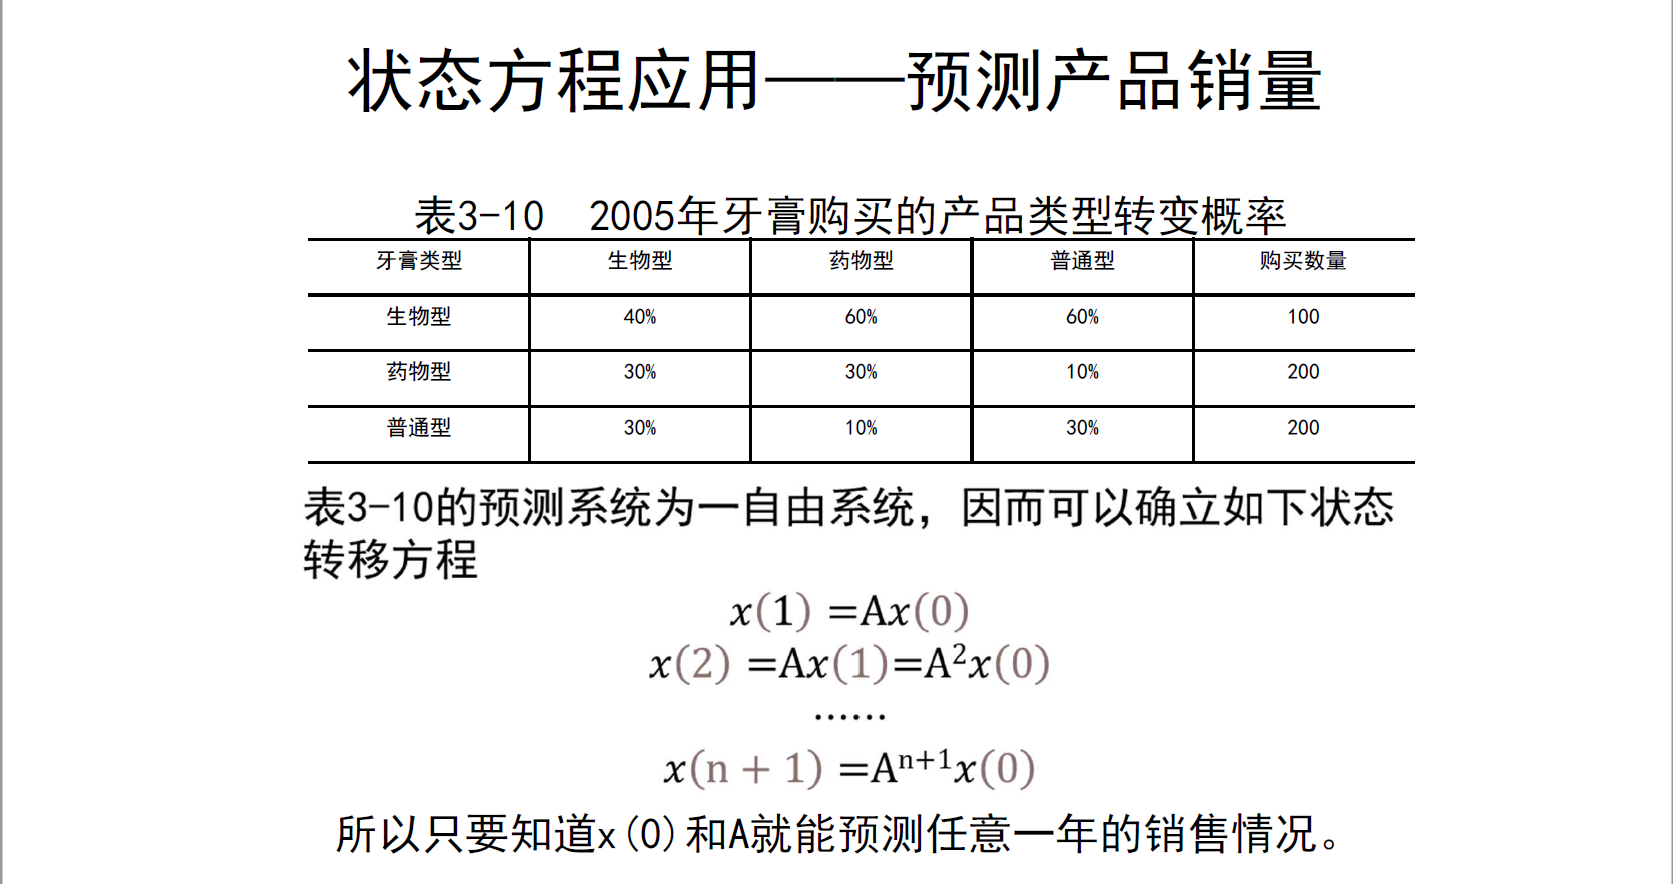 状态方程应用——预测产品销量
表3-10 2005年牙膏购买的产品类型转变概率
牙膏类型 生物型 药物型 普通型 购买数量
生物型 40% 60% 60% 100
药物型 30% 30% 10% 200
普通型 30% 10% 30% 200
表3-10的预测系统为一自由系统，因而可以确立如下状态
转移方程
x(1) =Ax(0)
x(2) =Ax(1)=A²x(0)
······
x(n + 1) =Aⁿ⁺¹x(0)
所以只要知道x(0)和A就能预测任意一年的销售情况。